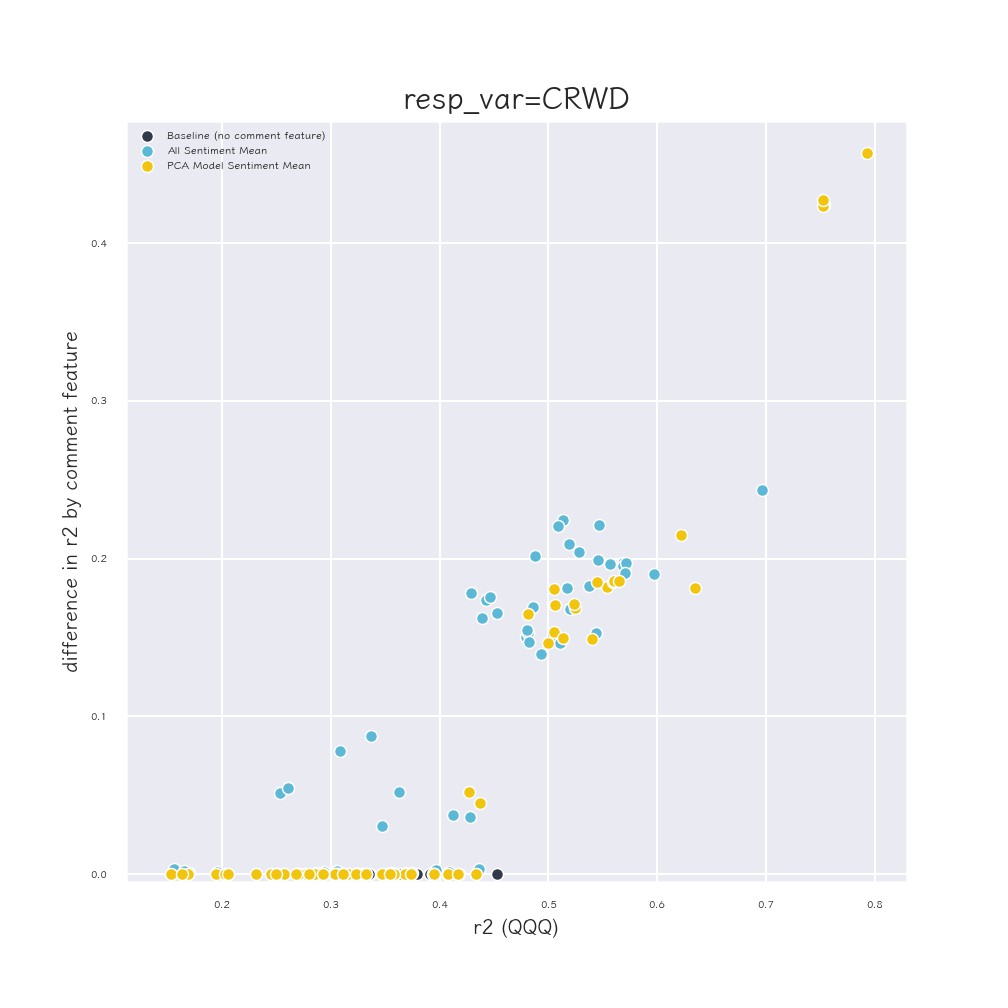 resp_var=CRWD
Baseline (no comment feature)
All Sentiment Mean
PCA Model Sentiment Mean
difference in r2 by comment feature
0.4
0.3
0.2
0.1
0.0
0.2 0.3 0.4 0.5 0.6 0.7 0.8
r2 (QQQ)